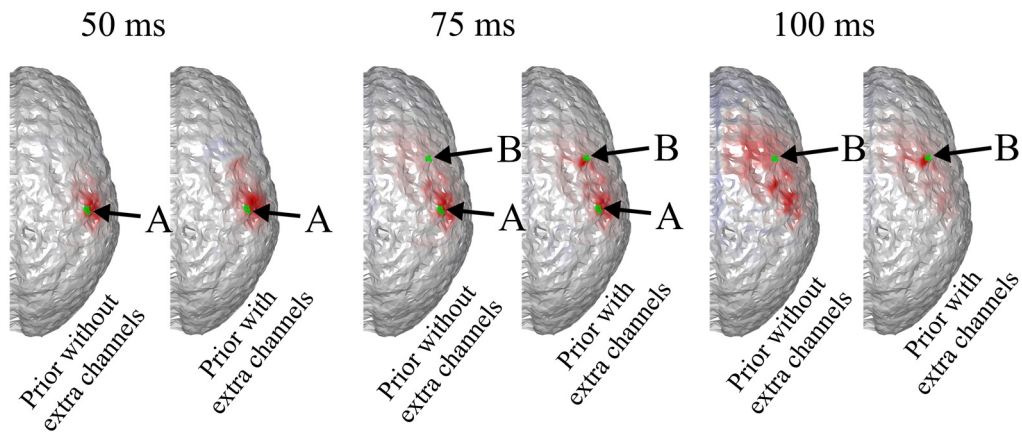 50 ms
75 ms
100 ms
A
A
B
A
B
A
B
B
Prior without
extra channels
Prior with
extra channels
Prior without
extra channels
Prior with
extra channels
Prior without
extra channels
Prior with
extra channels